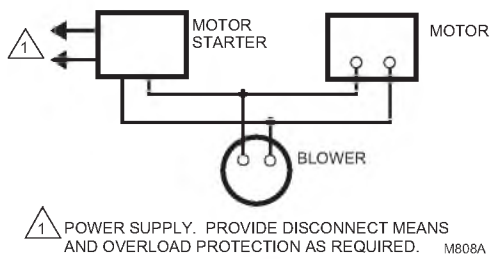 MOTOR
STARTER
MOTOR
1
BLOWER
1 POWER SUPPLY. PROVIDE DISCONNECT MEANS
AND OVERLOAD PROTECTION AS REQUIRED. M808A